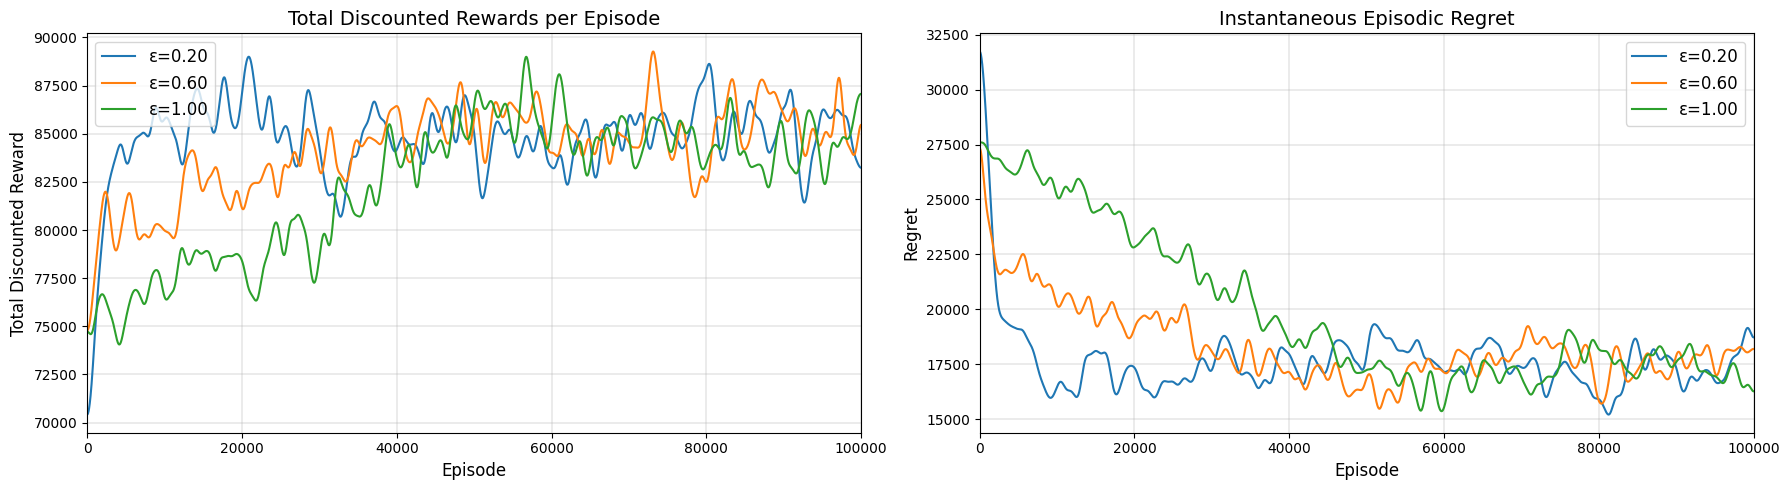 Total Discounted Rewards per Episode
90000
87500
85000
82500
80000
77500
75000
72500
70000
Total Discounted Reward
ε=0.20
ε=0.60
ε=1.00
0
20000
40000
60000
80000
100000
Episode
Instantaneous Episodic Regret
32500
30000
27500
25000
22500
20000
17500
15000
Regret
ε=0.20
ε=0.60
ε=1.00
0
20000
40000
60000
80000
100000
Episode